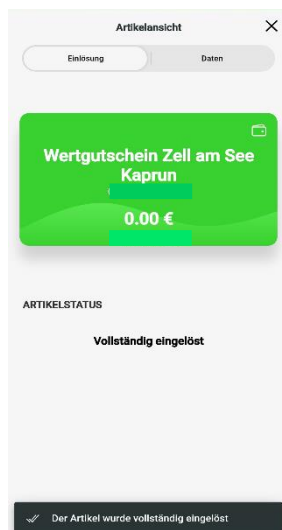 Artikelansicht
Einlösung
Daten
Wertgutschein Zell am See
Kaprun
0.00 €
ARTIKELSTATUS
Vollständig eingelöst
Der Artikel wurde vollständig eingelöst